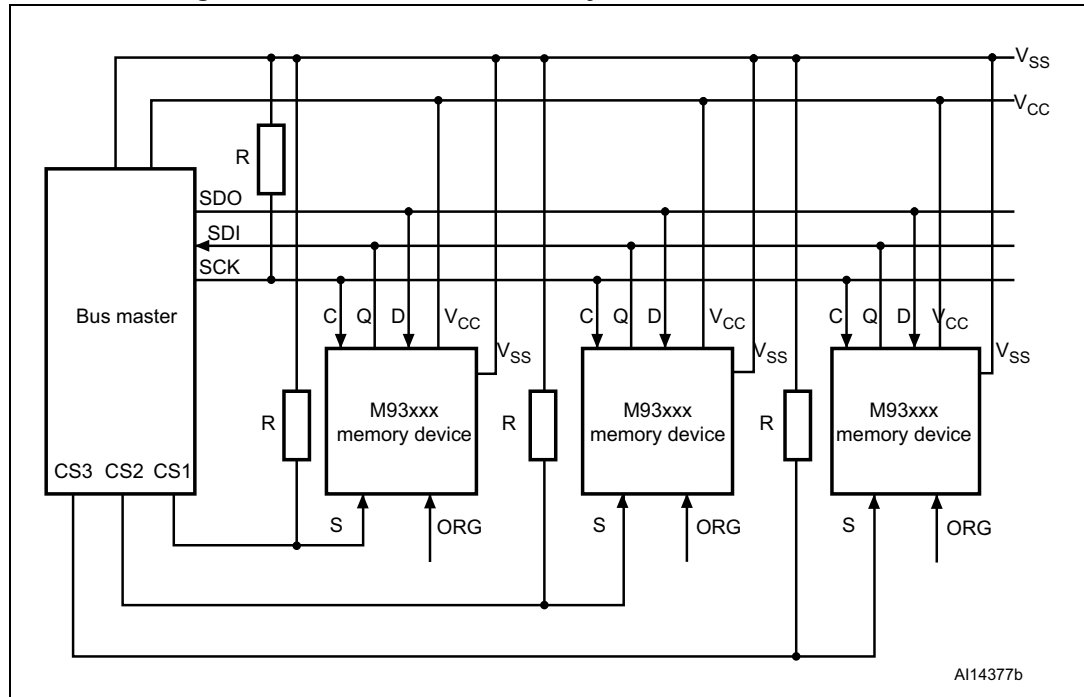 VSS
VCC
R
SDO
SDI
SCK
Bus master
C Q D VCC
VSS
C Q D VCC
VSS
C Q D VCC
VSS
R
M93xxx
memory device
R
M93xxx
memory device
R
M93xxx
memory device
CS3 CS2 CS1
S ORG
S ORG
S ORG
AI14377b